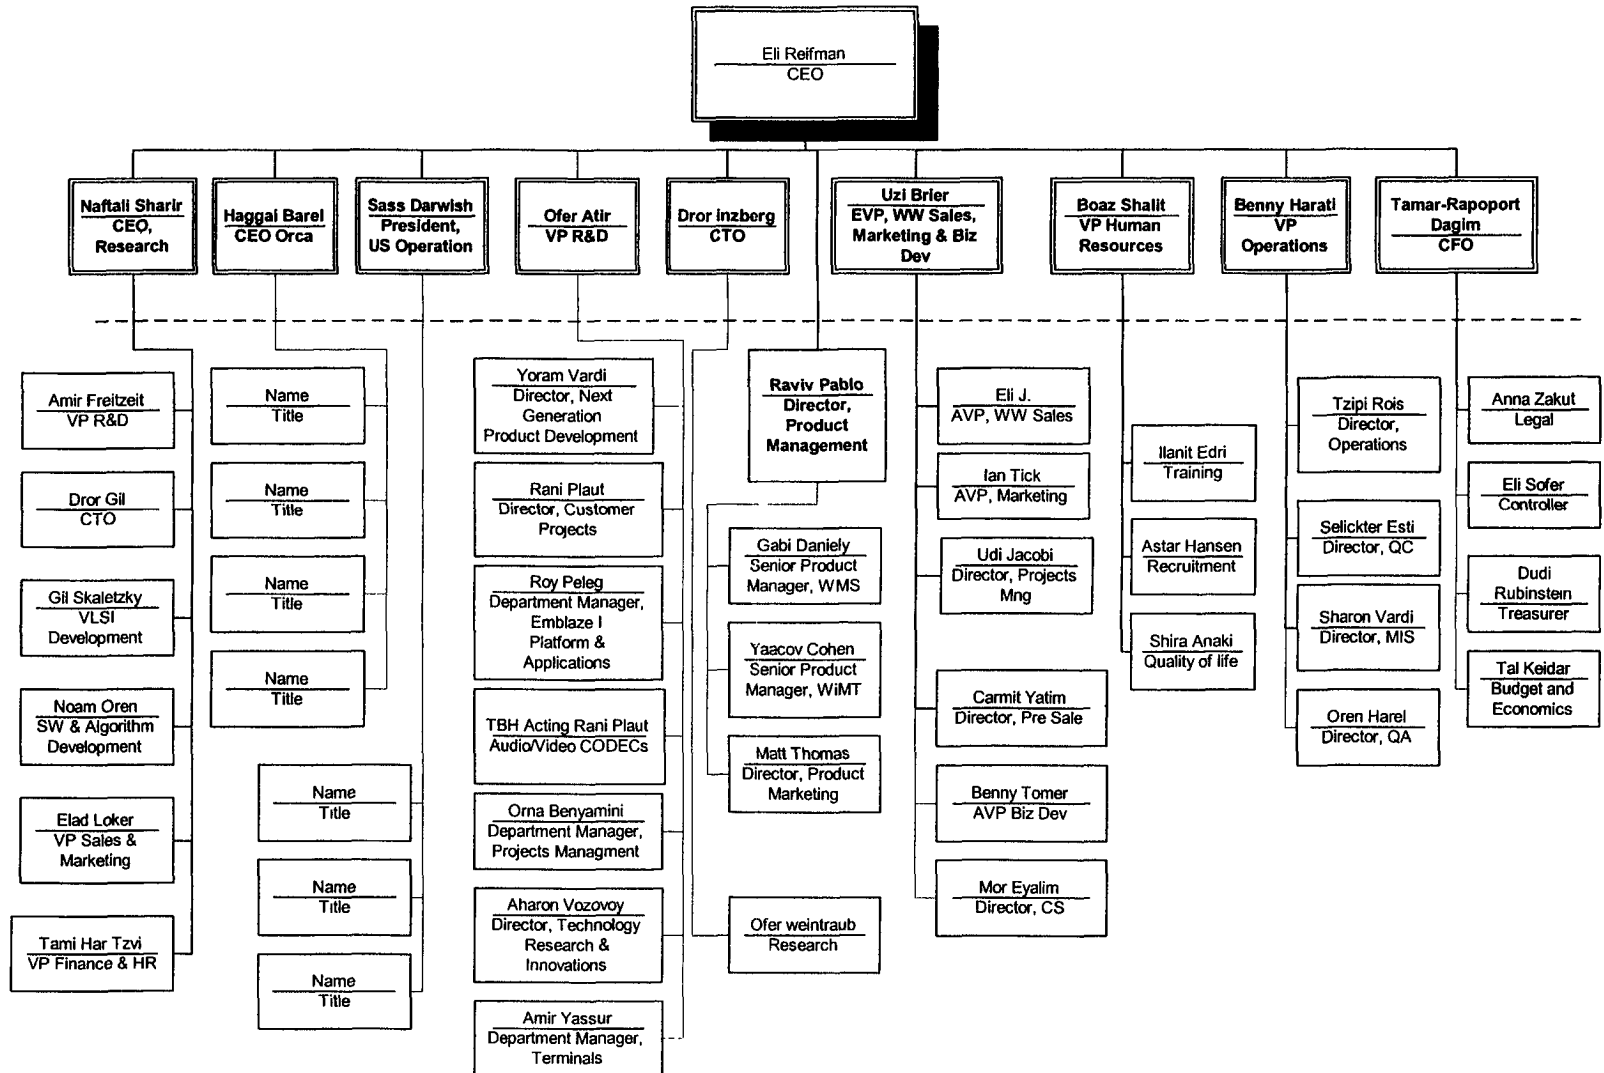 Eli Reifman
CEO
Naftali Sharir
CEO,
Research
Haggai Barel
CEO Orca
Sass Darwish
President,
US Operation
Ofer Atir
VP R&D
Dror Inzberg
CTO
Uzi Brier
EVP, WW Sales,
Marketing & Biz
Dev
Boaz Shalit
VP Human
Resources
Benny Harati
VP
Operations
Tamar-Rapoport
Dagim
CFO
Amir Freitzeit
VP R&D
Dror Gil
CTO
Gil Skaletzky
VLSI
Development
Noam Oren
SW & Algorithm
Development
Elad Loker
VP Sales &
Marketing
Tami Har Tzvi
VP Finance & HR
Name
Title
Name
Title
Name
Title
Name
Title
Name
Title
Name
Title
Name
Title
Yoram Vardi
Director, Next
Generation
Product Development
Rani Plaut
Director, Customer
Projects
Roy Peleg
Department Manager,
Emblaze I
Platform &
Applications
TBH Acting Rani Plaut
Audio/Video CODECs
Orna Benyamini
Department Manager,
Projects Managment
Aharon Vozovoy
Director, Technology
Research &
Innovations
Amir Yassur
Department Manager,
Terminals
Raviv Pablo
Director,
Product
Management
Gabi Daniely
Senior Product
Manager, WMS
Yaacov Cohen
Senior Product
Manager, WiMT
Matt Thomas
Director, Product
Marketing
Ofer weintraub
Research
Eli J.
AVP, WW Sales
Ian Tick
AVP, Marketing
Udi Jacobi
Director, Projects
Mng
Carmit Yatim
Director, Pre Sale
Benny Tomer
AVP Biz Dev
Mor Eyalim
Director, CS
Ilanit Edri
Training
Astar Hansen
Recruitment
Shira Anaki
Quality of life
Tzipi Rois
Director,
Operations
Selickter Esti
Director, QC
Sharon Vardi
Director, MIS
Oren Harel
Director, QA
Anna Zakut
Legal
Eli Sofer
Controller
Dudi
Rubinstein
Treasurer
Tal Keidar
Budget and
Economics